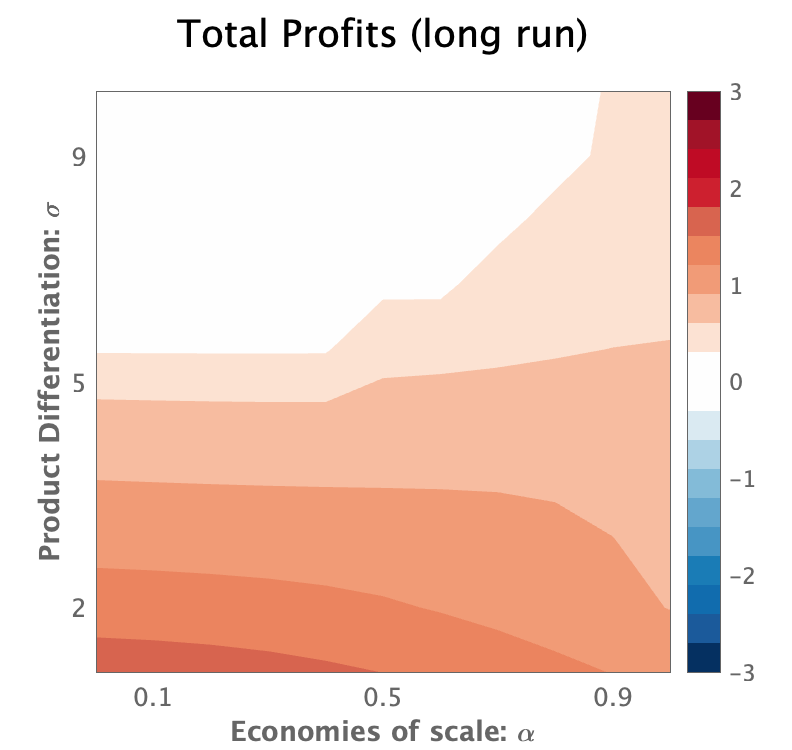 Total Profits (long run)
3
9
2
Product Differentiation: σ
1
5
0
−1
−2
2
−3
0.1 0.5 0.9
Economies of scale: α